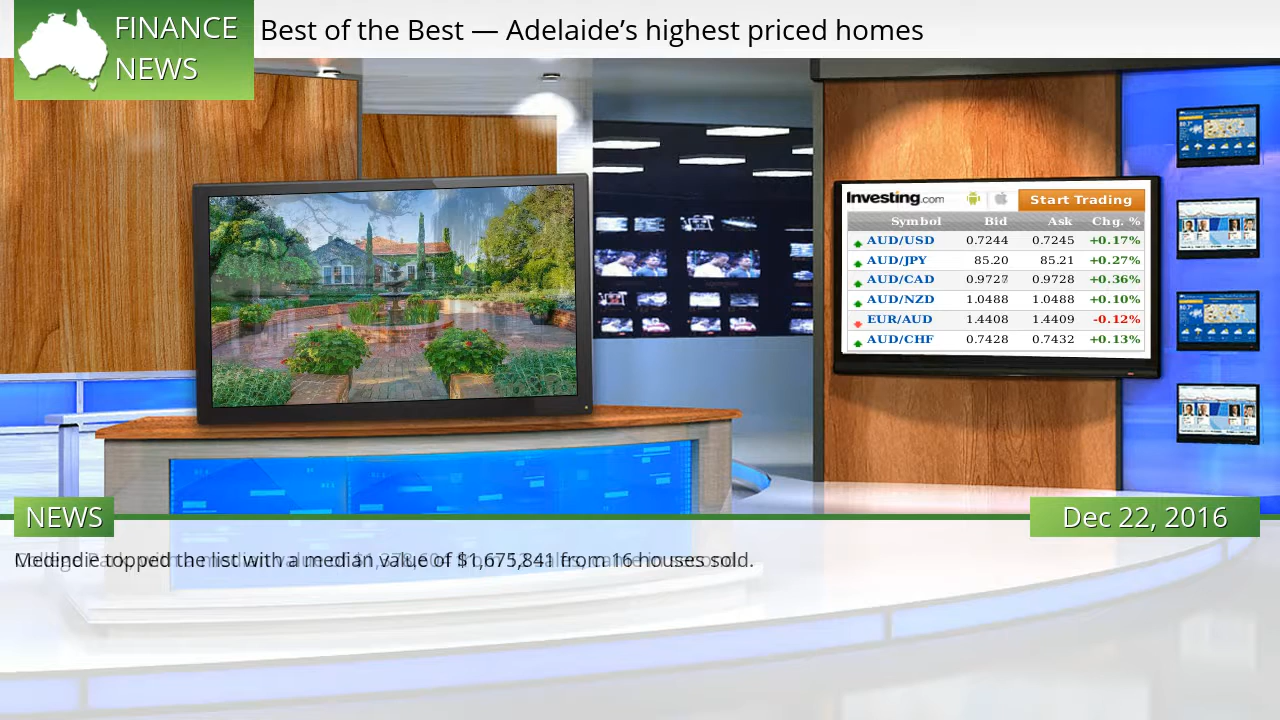 FINANCE
NEWS
Best of the Best — Adelaide's highest priced homes
Investing.com
Start Trading
Symbol Bid Ask Chg. %
AUD/USD 0.7244 0.7245 +0.17%
AUD/JPY 85.20 85.21 +0.27%
AUD/CAD 0.9727 0.9728 +0.36%
AUD/NZD 1.0488 1.0488 +0.10%
EUR/AUD 1.4408 1.4409 -0.12%
AUD/CHF 0.7428 0.7432 +0.13%
NEWS
Dec 22, 2016
Medindie topped the list with a median value of $1,675,841 from 16 houses sold.